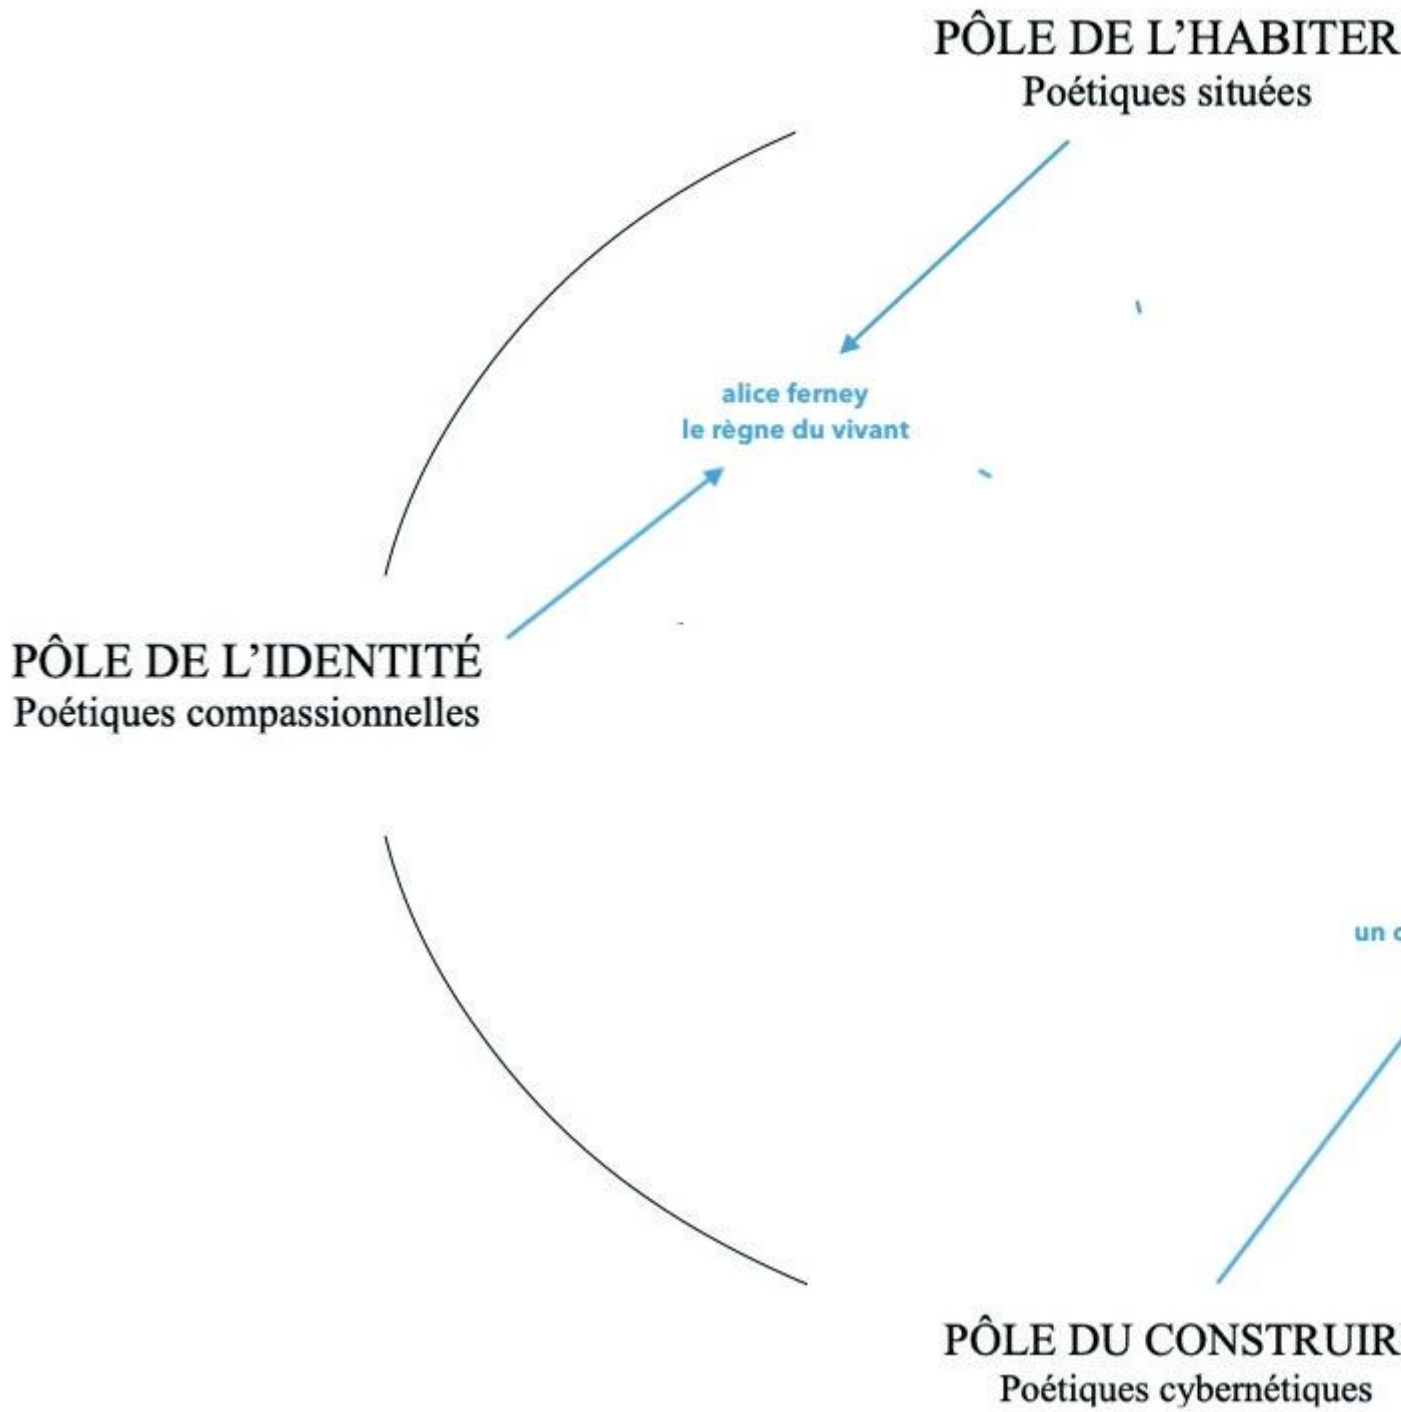 PÔLE DE L’HABITER
Poétiques situées
alice ferney
le règne du vivant
PÔLE DE L’IDENTITÉ
Poétiques compassionnelles
un
PÔLE DU CONSTRUIR
Poétiques cybernétiques